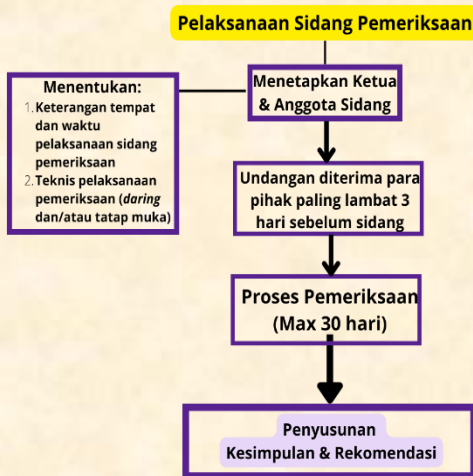 Pelaksanaan Sidang Pemeriksaan
Menentukan:
1. Keterangan tempat
dan waktu
pelaksanaan sidang
pemeriksaan
2. Teknis pelaksanaan
pemeriksaan (daring
dan/atau tatap muka)
Menetapkan Ketua
& Anggota Sidang
Undangan diterima para
pihak paling lambat 3
hari sebelum sidang
Proses Pemeriksaan
(Max 30 hari)
Penyusunan
Kesimpulan & Rekomendasi